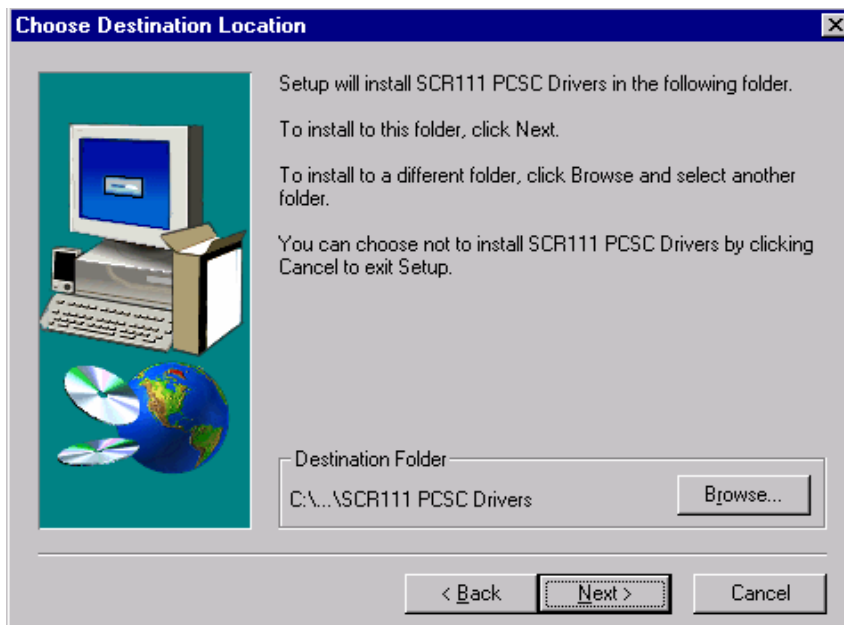 Choose Destination Location
Setup will install SCR111 PCSC Drivers in the following folder.
To install to this folder, click Next.
To install to a different folder, click Browse and select another
folder.
You can choose not to install SCR111 PCSC Drivers by clicking
Cancel to exit Setup.
Destination Folder
C:\...\SCR111 PCSC Drivers
Browse...
< Back
Next >
Cancel